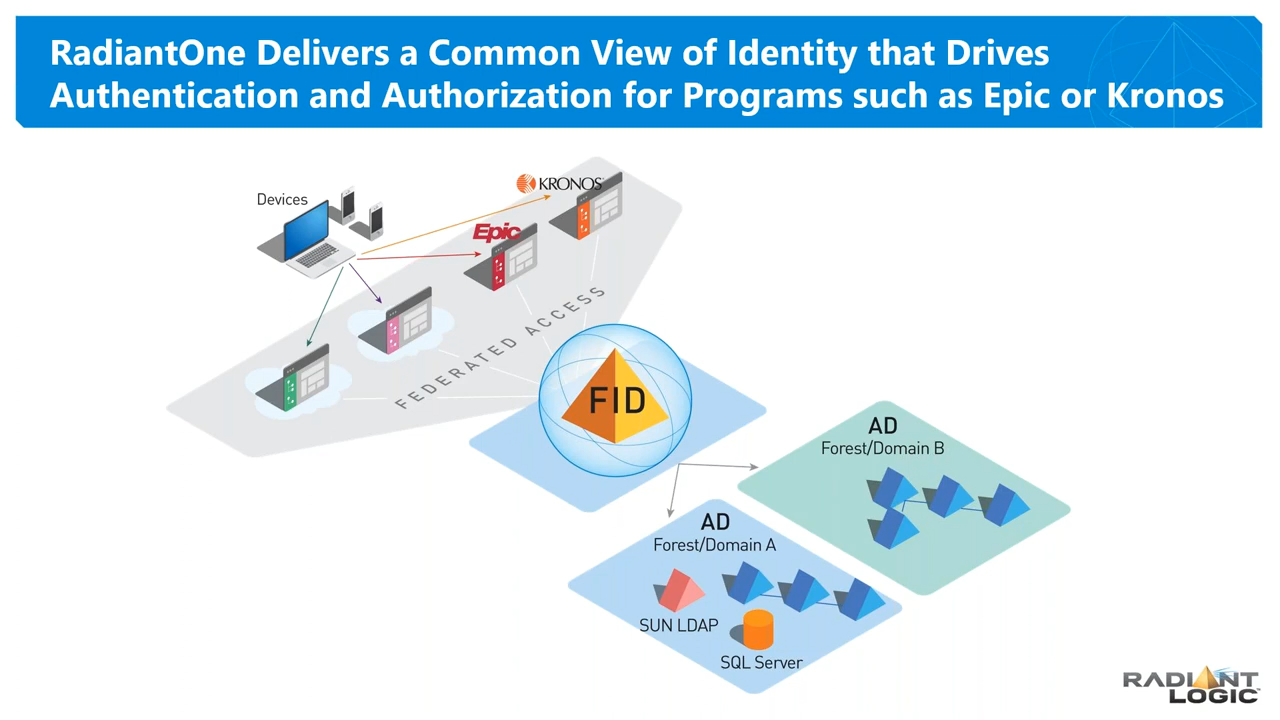 RadiantOne Delivers a Common View of Identity that Drives
Authentication and Authorization for Programs such as Epic or Kronos
Devices
KRONOS
Epic
FEDERATED ACCESS
FID
AD
Forest/Domain B
AD
Forest/Domain A
SUN LDAP
SQL Server
RADIANT
LOGIC